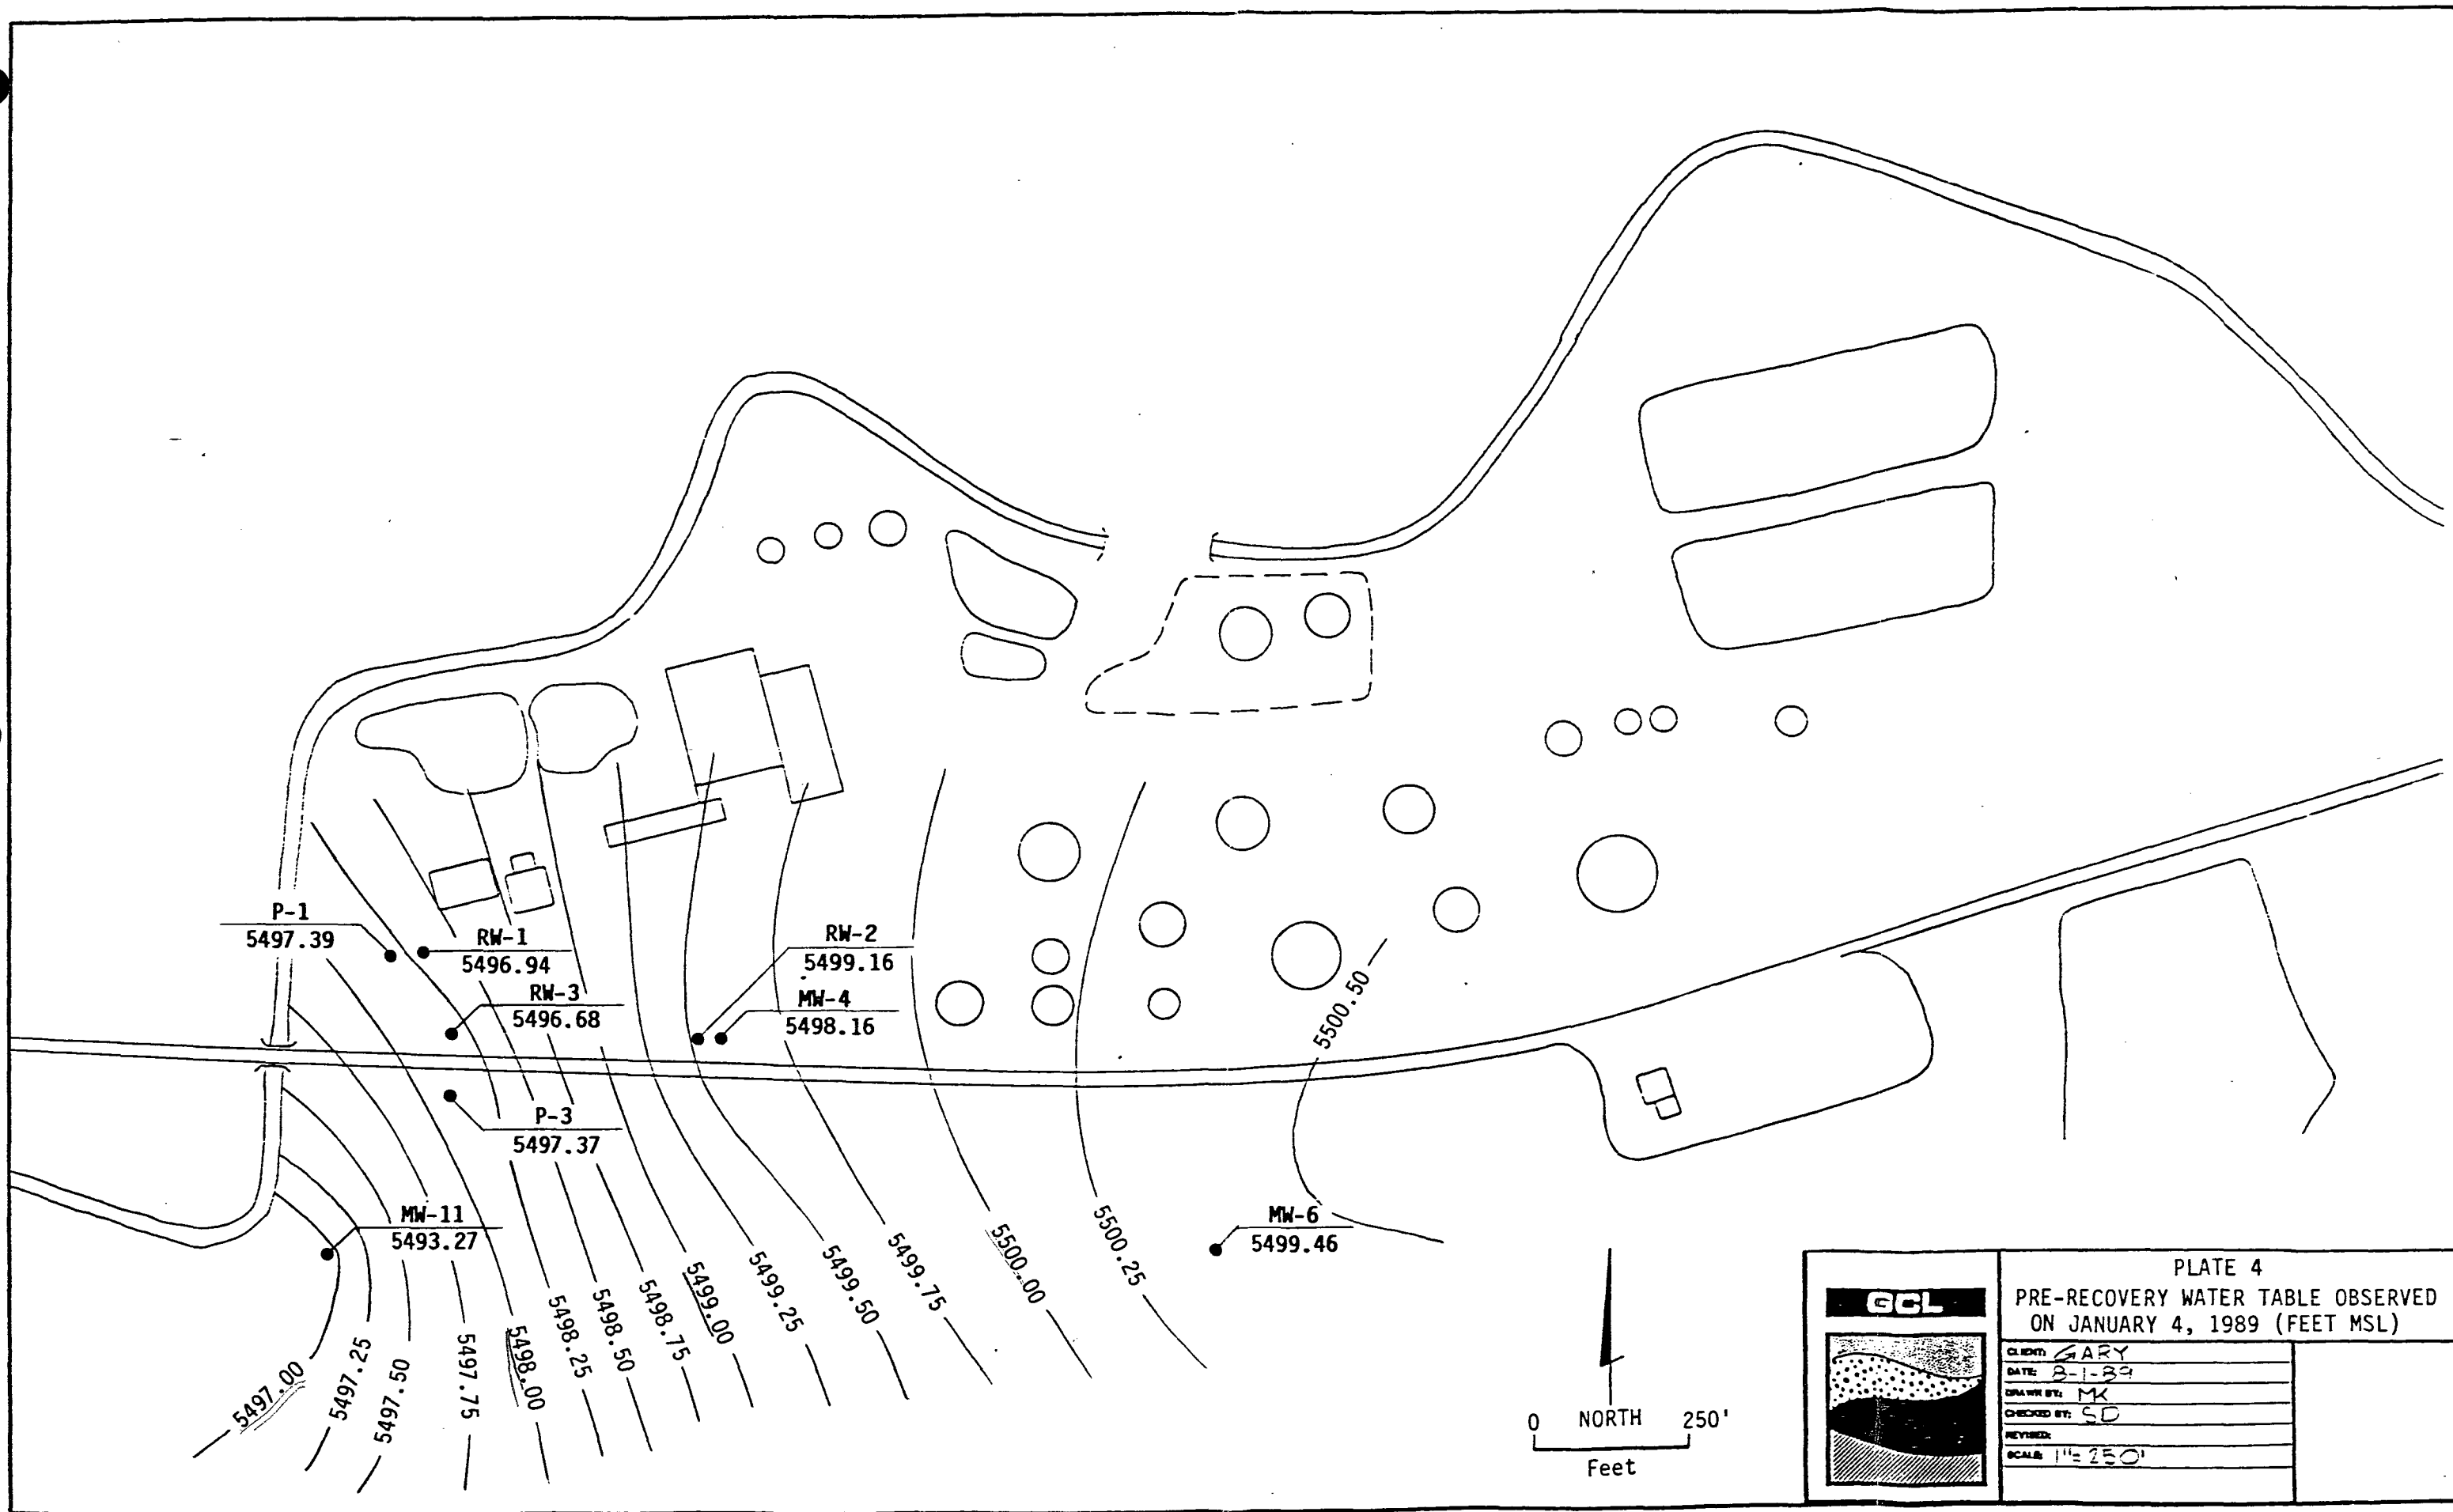 P-1
5497.39
RW-1
5496.94
RW-2
5499.16
RW-3
5496.68
MW-4
5498.16
5500.50
P-3
5497.37
MW-11
5493.27
MW-6
5499.46
5497.00
5497.25
5497.50
5497.75
5498.00
5498.25
5498.50
5498.75
5499.00
5499.25
5499.50
5499.75
5500.00
5500.25
0 NORTH 250'
Feet
GCL
PLATE 4
PRE-RECOVERY WATER TABLE OBSERVED
ON JANUARY 4, 1989 (FEET MSL)
CLIENT: GARY
DATE: 8-1-89
DRAWN BY: MK
CHECKED BY: SD
REVISED:
SCALE: 1"=250'